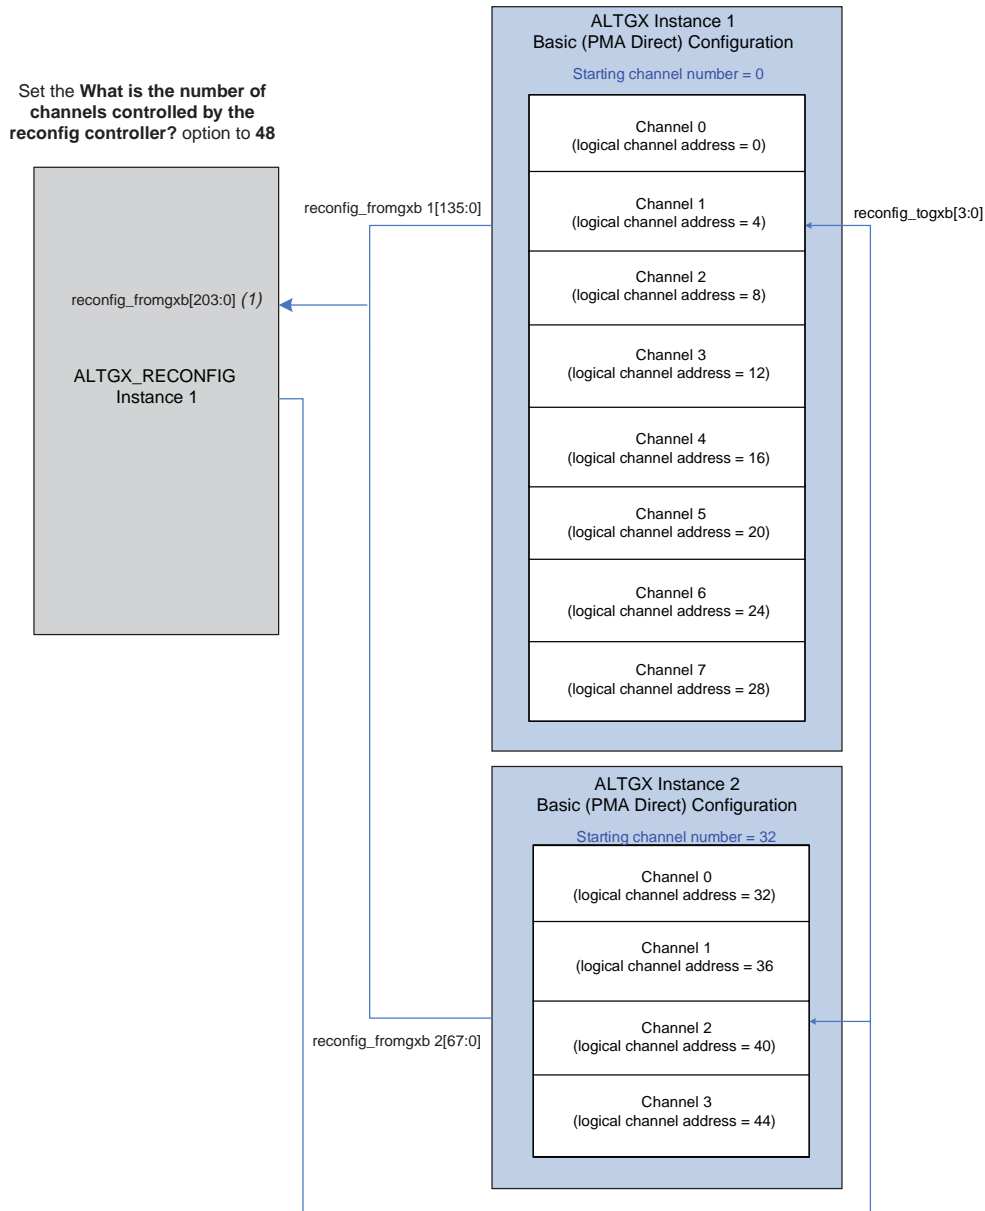 Set the What is the number of
channels controlled by the
reconfig controller? option to 48
ALTGX_RECONFIG
Instance 1
reconfig_fromgxb[203:0] (1)
reconfig_fromgxb 1[135:0]
reconfig_fromgxb 2[67:0]
ALTGX Instance 1
Basic (PMA Direct) Configuration
Starting channel number = 0
Channel 0
(logical channel address = 0)
Channel 1
(logical channel address = 4)
Channel 2
(logical channel address = 8)
Channel 3
(logical channel address = 12)
Channel 4
(logical channel address = 16)
Channel 5
(logical channel address = 20)
Channel 6
(logical channel address = 24)
Channel 7
(logical channel address = 28)
reconfig_togxb[3:0]
ALTGX Instance 2
Basic (PMA Direct) Configuration
Starting channel number = 32
Channel 0
(logical channel address = 32)
Channel 1
(logical channel address = 36
Channel 2
(logical channel address = 40)
Channel 3
(logical channel address = 44)